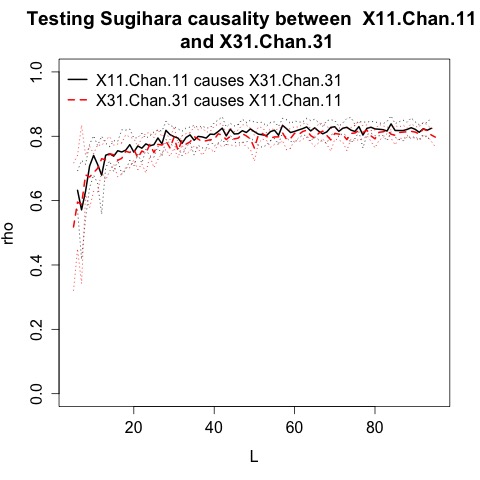 Testing Sugihara causality between  X11.Chan.11
and X31.Chan.31
X11.Chan.11 causes X31.Chan.31
X31.Chan.31 causes X11.Chan.11
rho
1.0
0.8
0.6
0.4
0.2
0.0
20 40 60 80
L